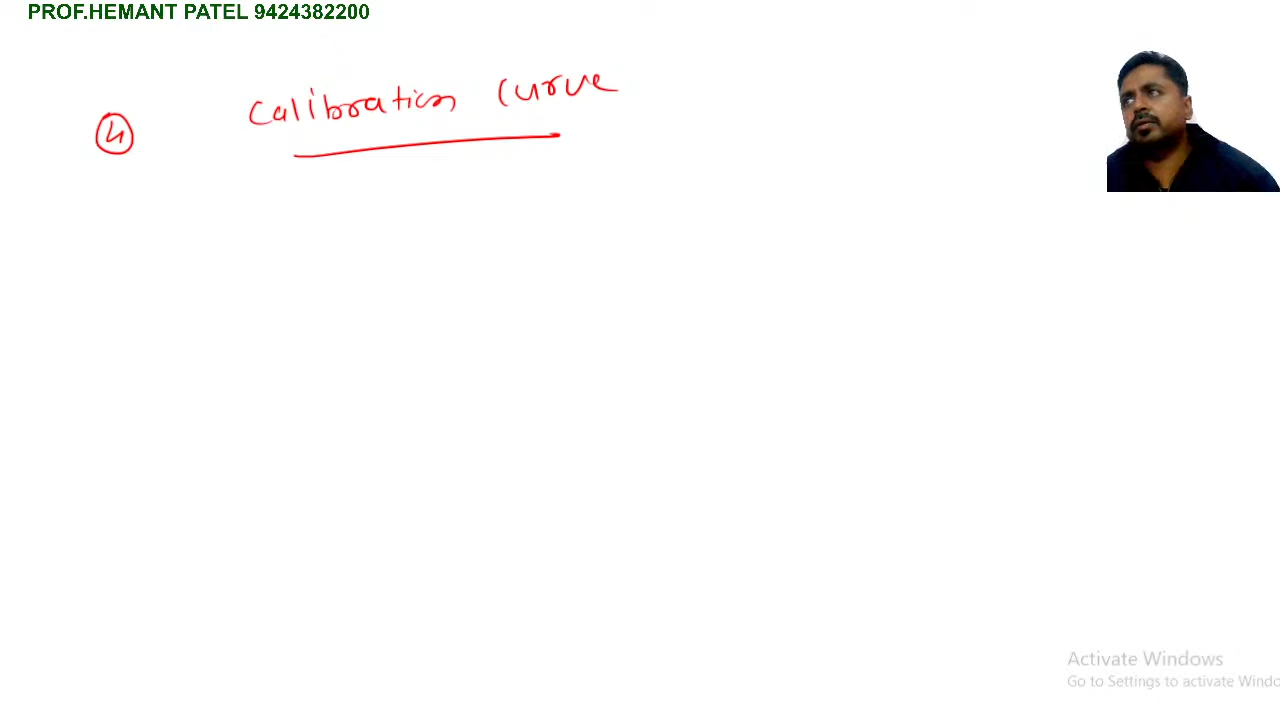 PROF.HEMANT PATEL 9424382200
Calibration Curve
④
Activate Windows
Go to Settings to activate Windo